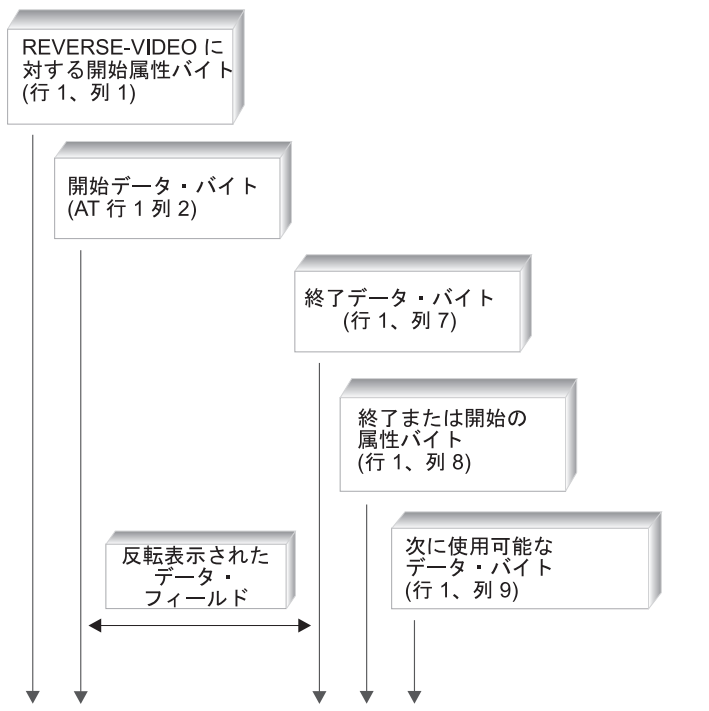 REVERSE-VIDEO に
対する開始属性バイト
(行 1、列 1)
開始データ・バイト
(AT 行 1 列 2)
終了データ・バイト
(行 1、列 7)
終了または開始の
属性バイト
(行 1、列 8)
反転表示された
データ・
フィールド
次に使用可能な
データ・バイト
(行 1、列 9)